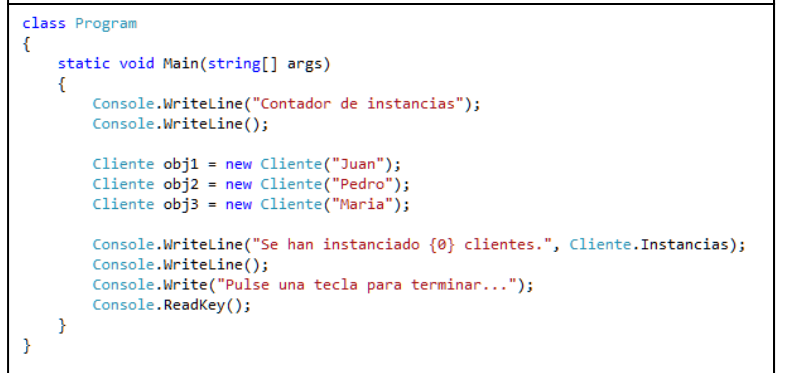 class Program
{
    static void Main(string[] args)
    {
        Console.WriteLine("Contador de instancias");
        Console.WriteLine();

        Cliente obj1 = new Cliente("Juan");
        Cliente obj2 = new Cliente("Pedro");
        Cliente obj3 = new Cliente("Maria");

        Console.WriteLine("Se han instanciado {0} clientes.", Cliente.Instancias);
        Console.WriteLine();
        Console.Write("Pulse una tecla para terminar...");
        Console.ReadKey();
    }
}